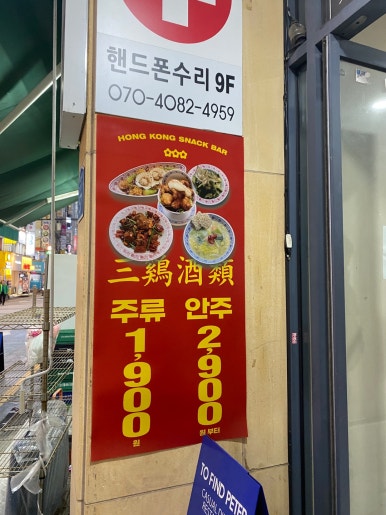 핸드폰수리 9F
070-4082-4959
HONG KONG SNACK BAR
三鷄酒類
주류
1,900
원
안주
2,900
원부터
TO FIND PETER
CASUAL